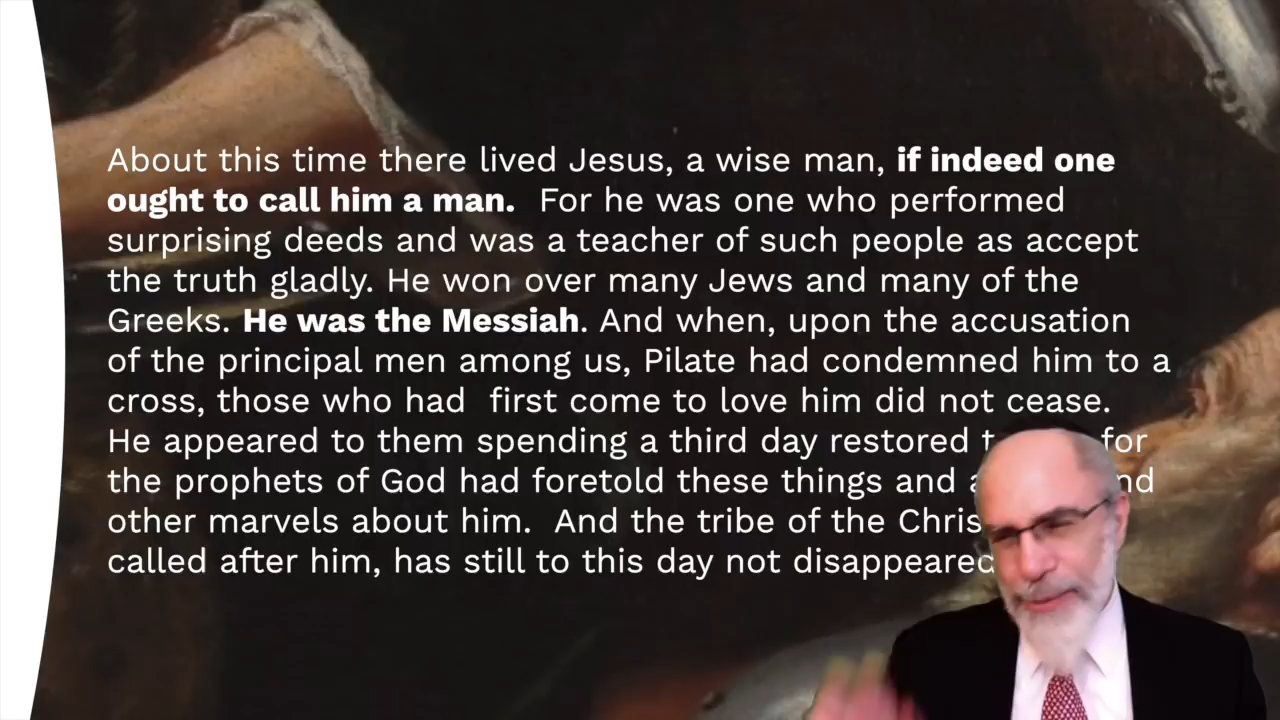 About this time there lived Jesus, a wise man, if indeed one
ought to call him a man. For he was one who performed
surprising deeds and was a teacher of such people as accept
the truth gladly. He won over many Jews and many of the
Greeks. He was the Messiah. And when, upon the accusation
of the principal men among us, Pilate had condemned him to a
cross, those who had first come to love him did not cease.
He appeared to them spending a third day restored for
the prophets of God had foretold these things and
other marvels about him. And the tribe of the
called after him, has still to this day not disappeared